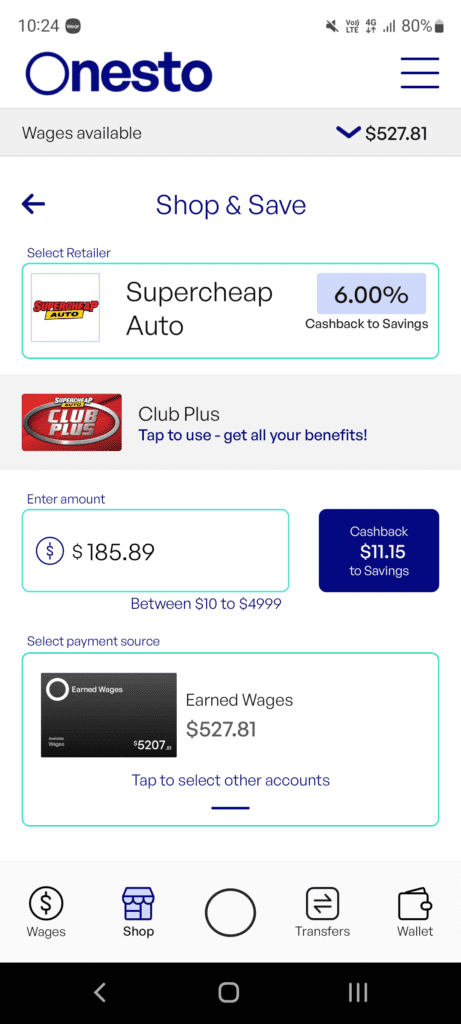 10:24 wear Vo)) LTE 4G 80%
Onesto
Wages available $527.81
Shop & Save
Select Retailer
SUPERCHEAP
AUTO
Supercheap
Auto
6.00%
Cashback to Savings
SUPERCHEAP
AUTO
CLUB
PLUS
Club Plus
Tap to use - get all your benefits!
Enter amount
$ $ 185.89
Between $10 to $4999
Cashback
$11.15
to Savings
Select payment source
Earned Wages
Available
Wages
$5207.81
Earned Wages
$527.81
Tap to select other accounts
$
Wages
Shop
Transfers
Wallet